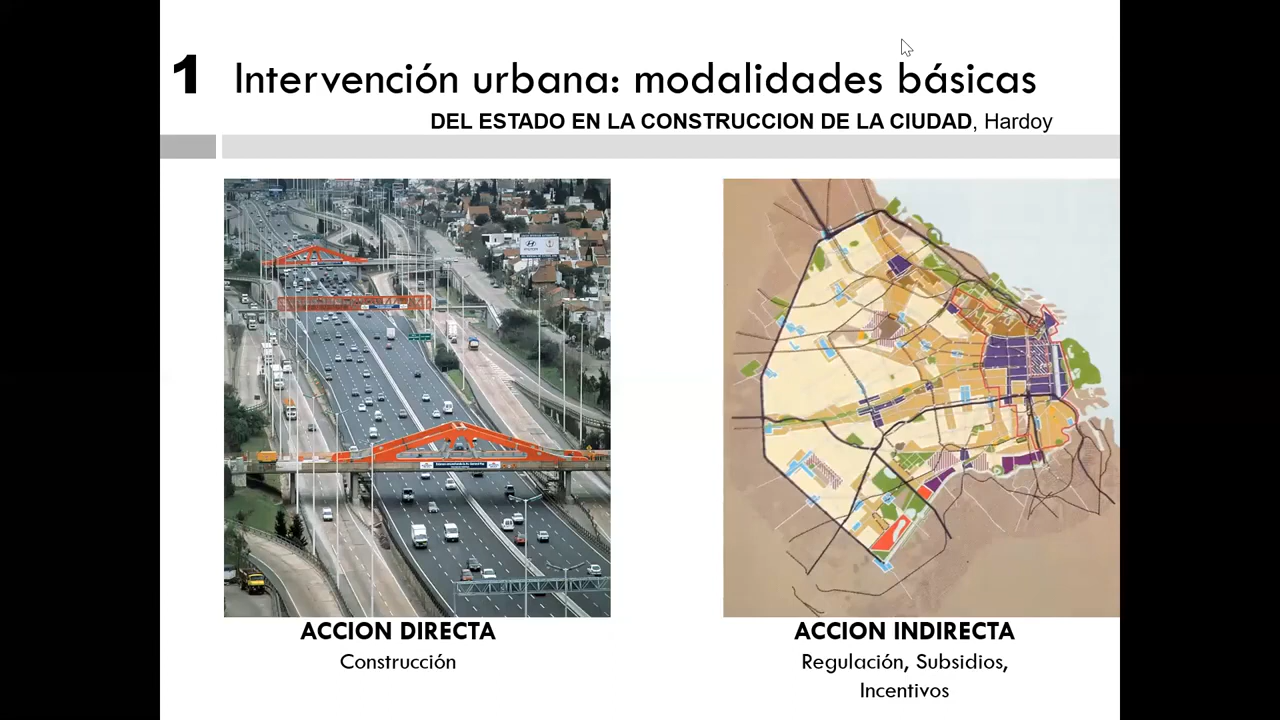 1 Intervención urbana: modalidades básicas
DEL ESTADO EN LA CONSTRUCCION DE LA CIUDAD, Hardoy
HYUNDAI
ACCION DIRECTA
Construcción
ACCION INDIRECTA
Regulación, Subsidios,
Incentivos